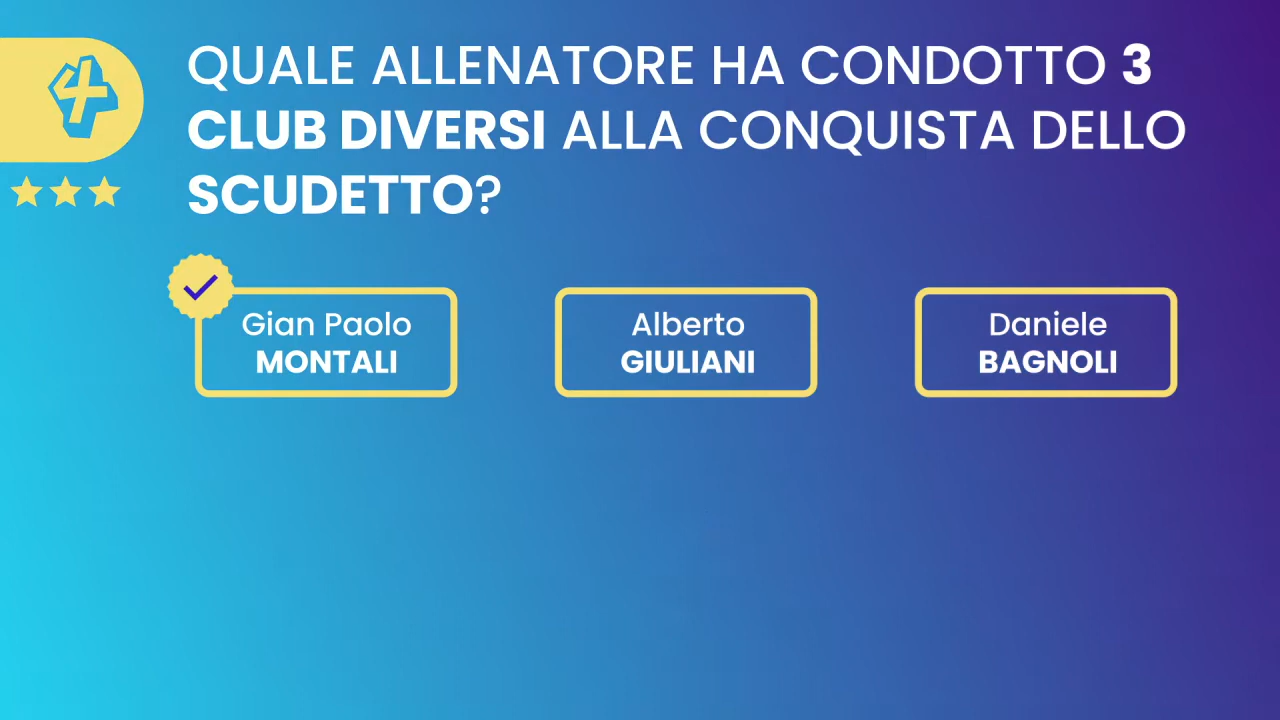 QUALE ALLENATORE HA CONDOTTO 3
CLUB DIVERSI ALLA CONQUISTA DELLO
SCUDETTO?
Gian Paolo
MONTALI
Alberto
GIULIANI
Daniele
BAGNOLI